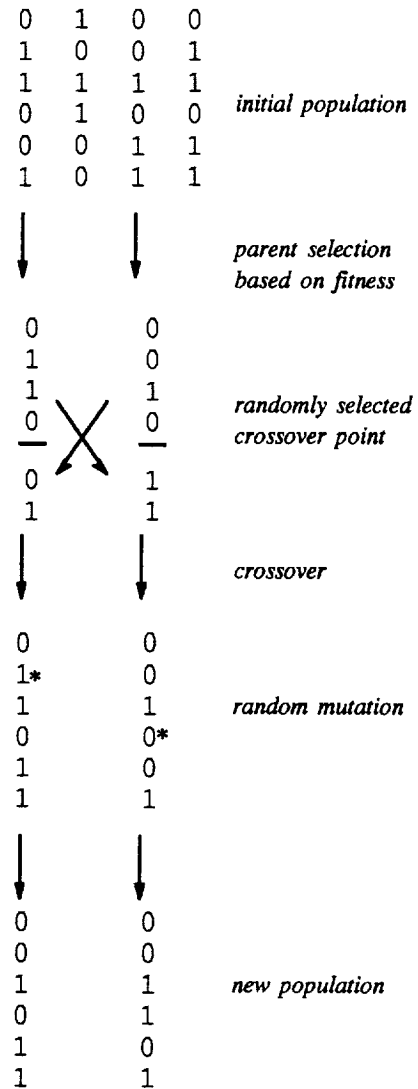 0 1 0 0
1 0 0 1
1 1 1 1
initial population
0 1 0 0
0 0 1 1
1 0 1 1
parent selection
based on fitness
0 0
1 0
1 1
randomly selected
0 0
crossover point
0 1
1 1
crossover
0 0
1* 0
1 1
random mutation
0 0*
1 0
1 1
0 0
0 0
1 1
new population
0 1
1 0
1 1